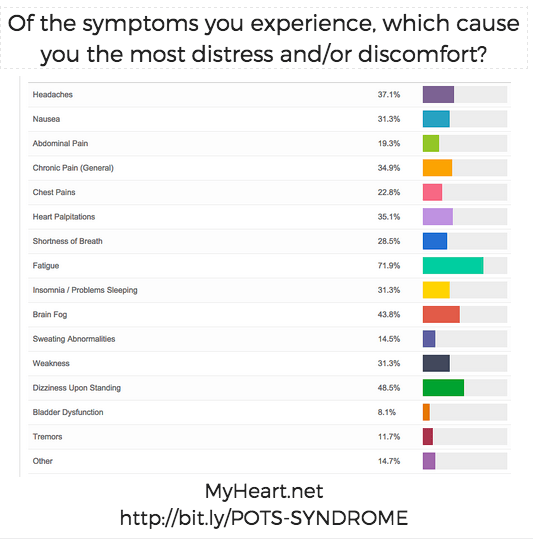 Of the symptoms you experience, which cause
you the most distress and/or discomfort?
Headaches 37.1%
Nausea 31.3%
Abdominal Pain 19.3%
Chronic Pain (General) 34.9%
Chest Pains 22.8%
Heart Palpitations 35.1%
Shortness of Breath 28.5%
Fatigue 71.9%
Insomnia / Problems Sleeping 31.3%
Brain Fog 43.8%
Sweating Abnormalities 14.5%
Weakness 31.3%
Dizziness Upon Standing 48.5%
Bladder Dysfunction 8.1%
Tremors 11.7%
Other 14.7%
MyHeart.net
http://bit.ly/POTS-SYNDROME